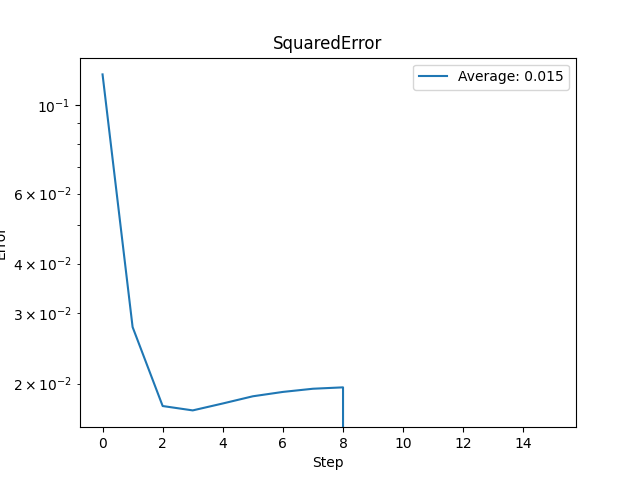 SquaredError
Average: 0.015
10⁻¹
6 × 10⁻²
4 × 10⁻²
3 × 10⁻²
2 × 10⁻²
Error
0 2 4 6 8 10 12 14
Step